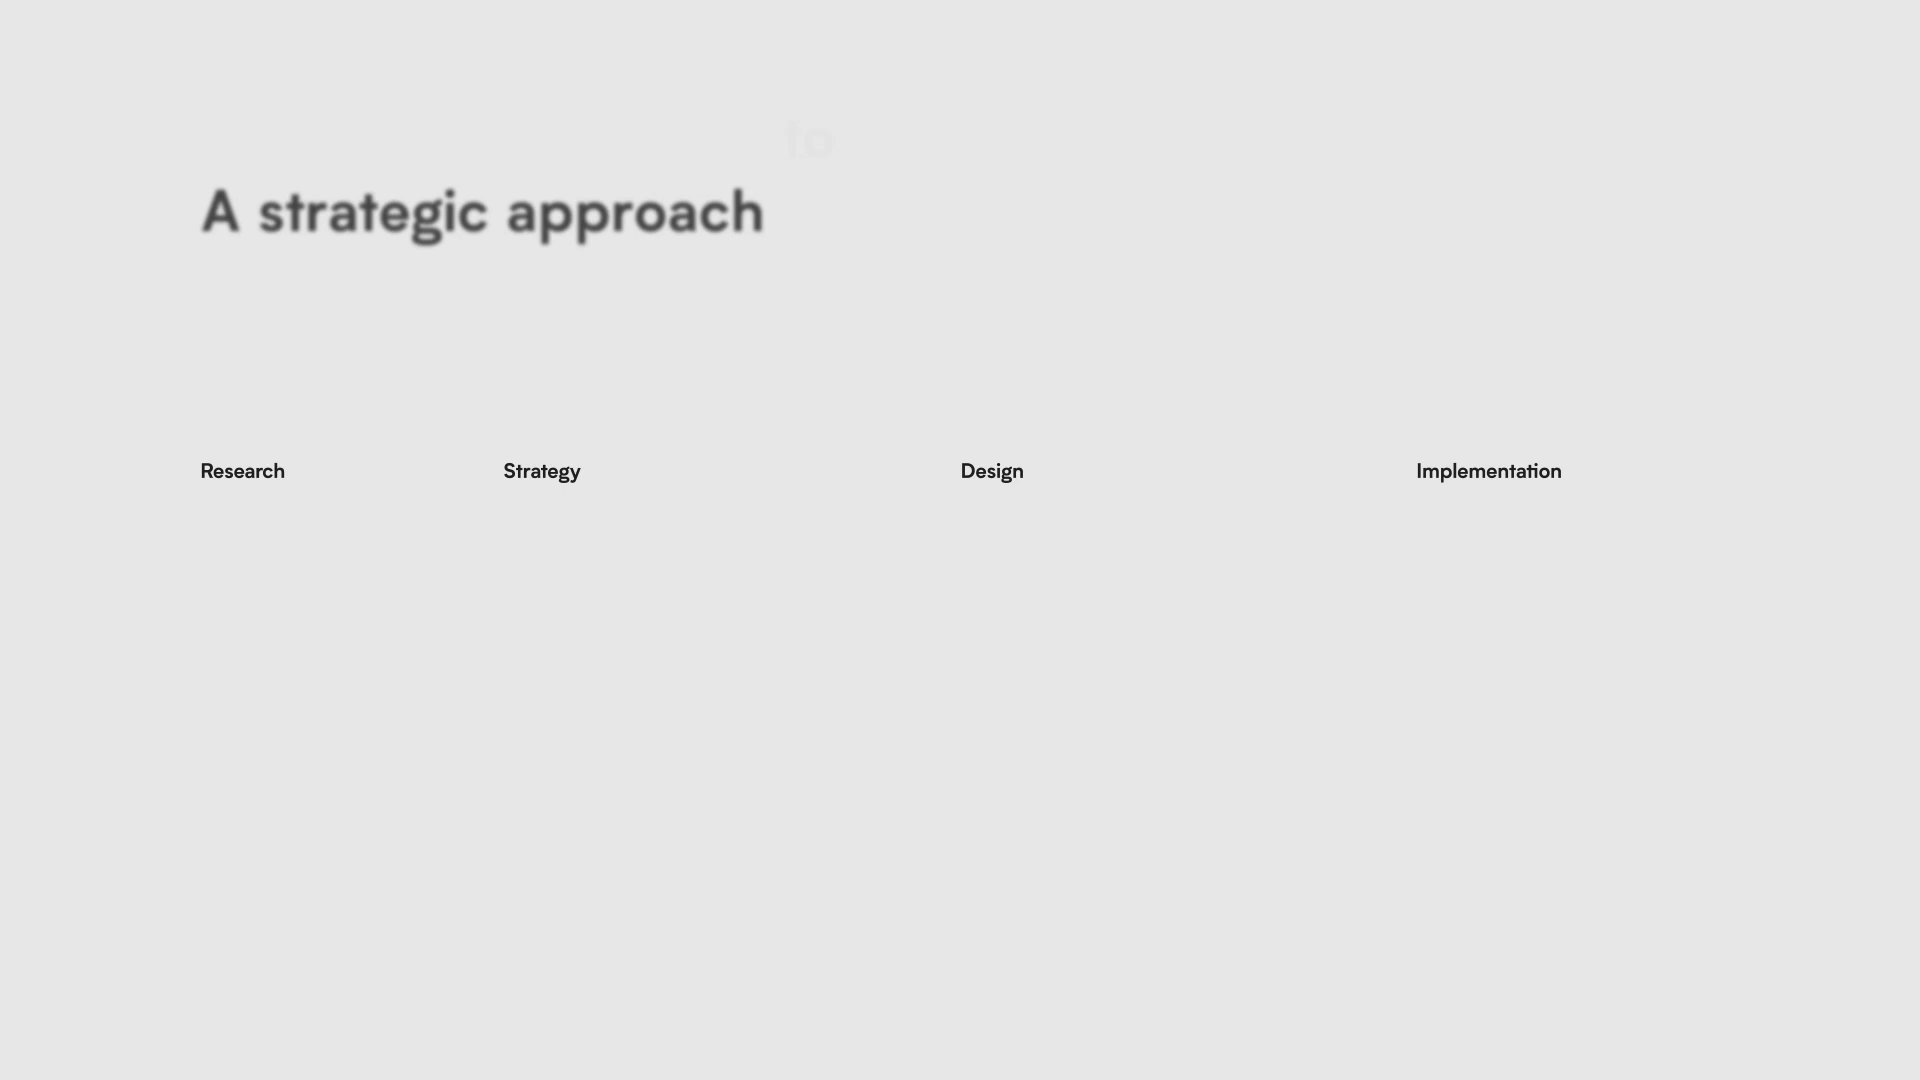 to
A strategic approach
Research Strategy Design Implementation